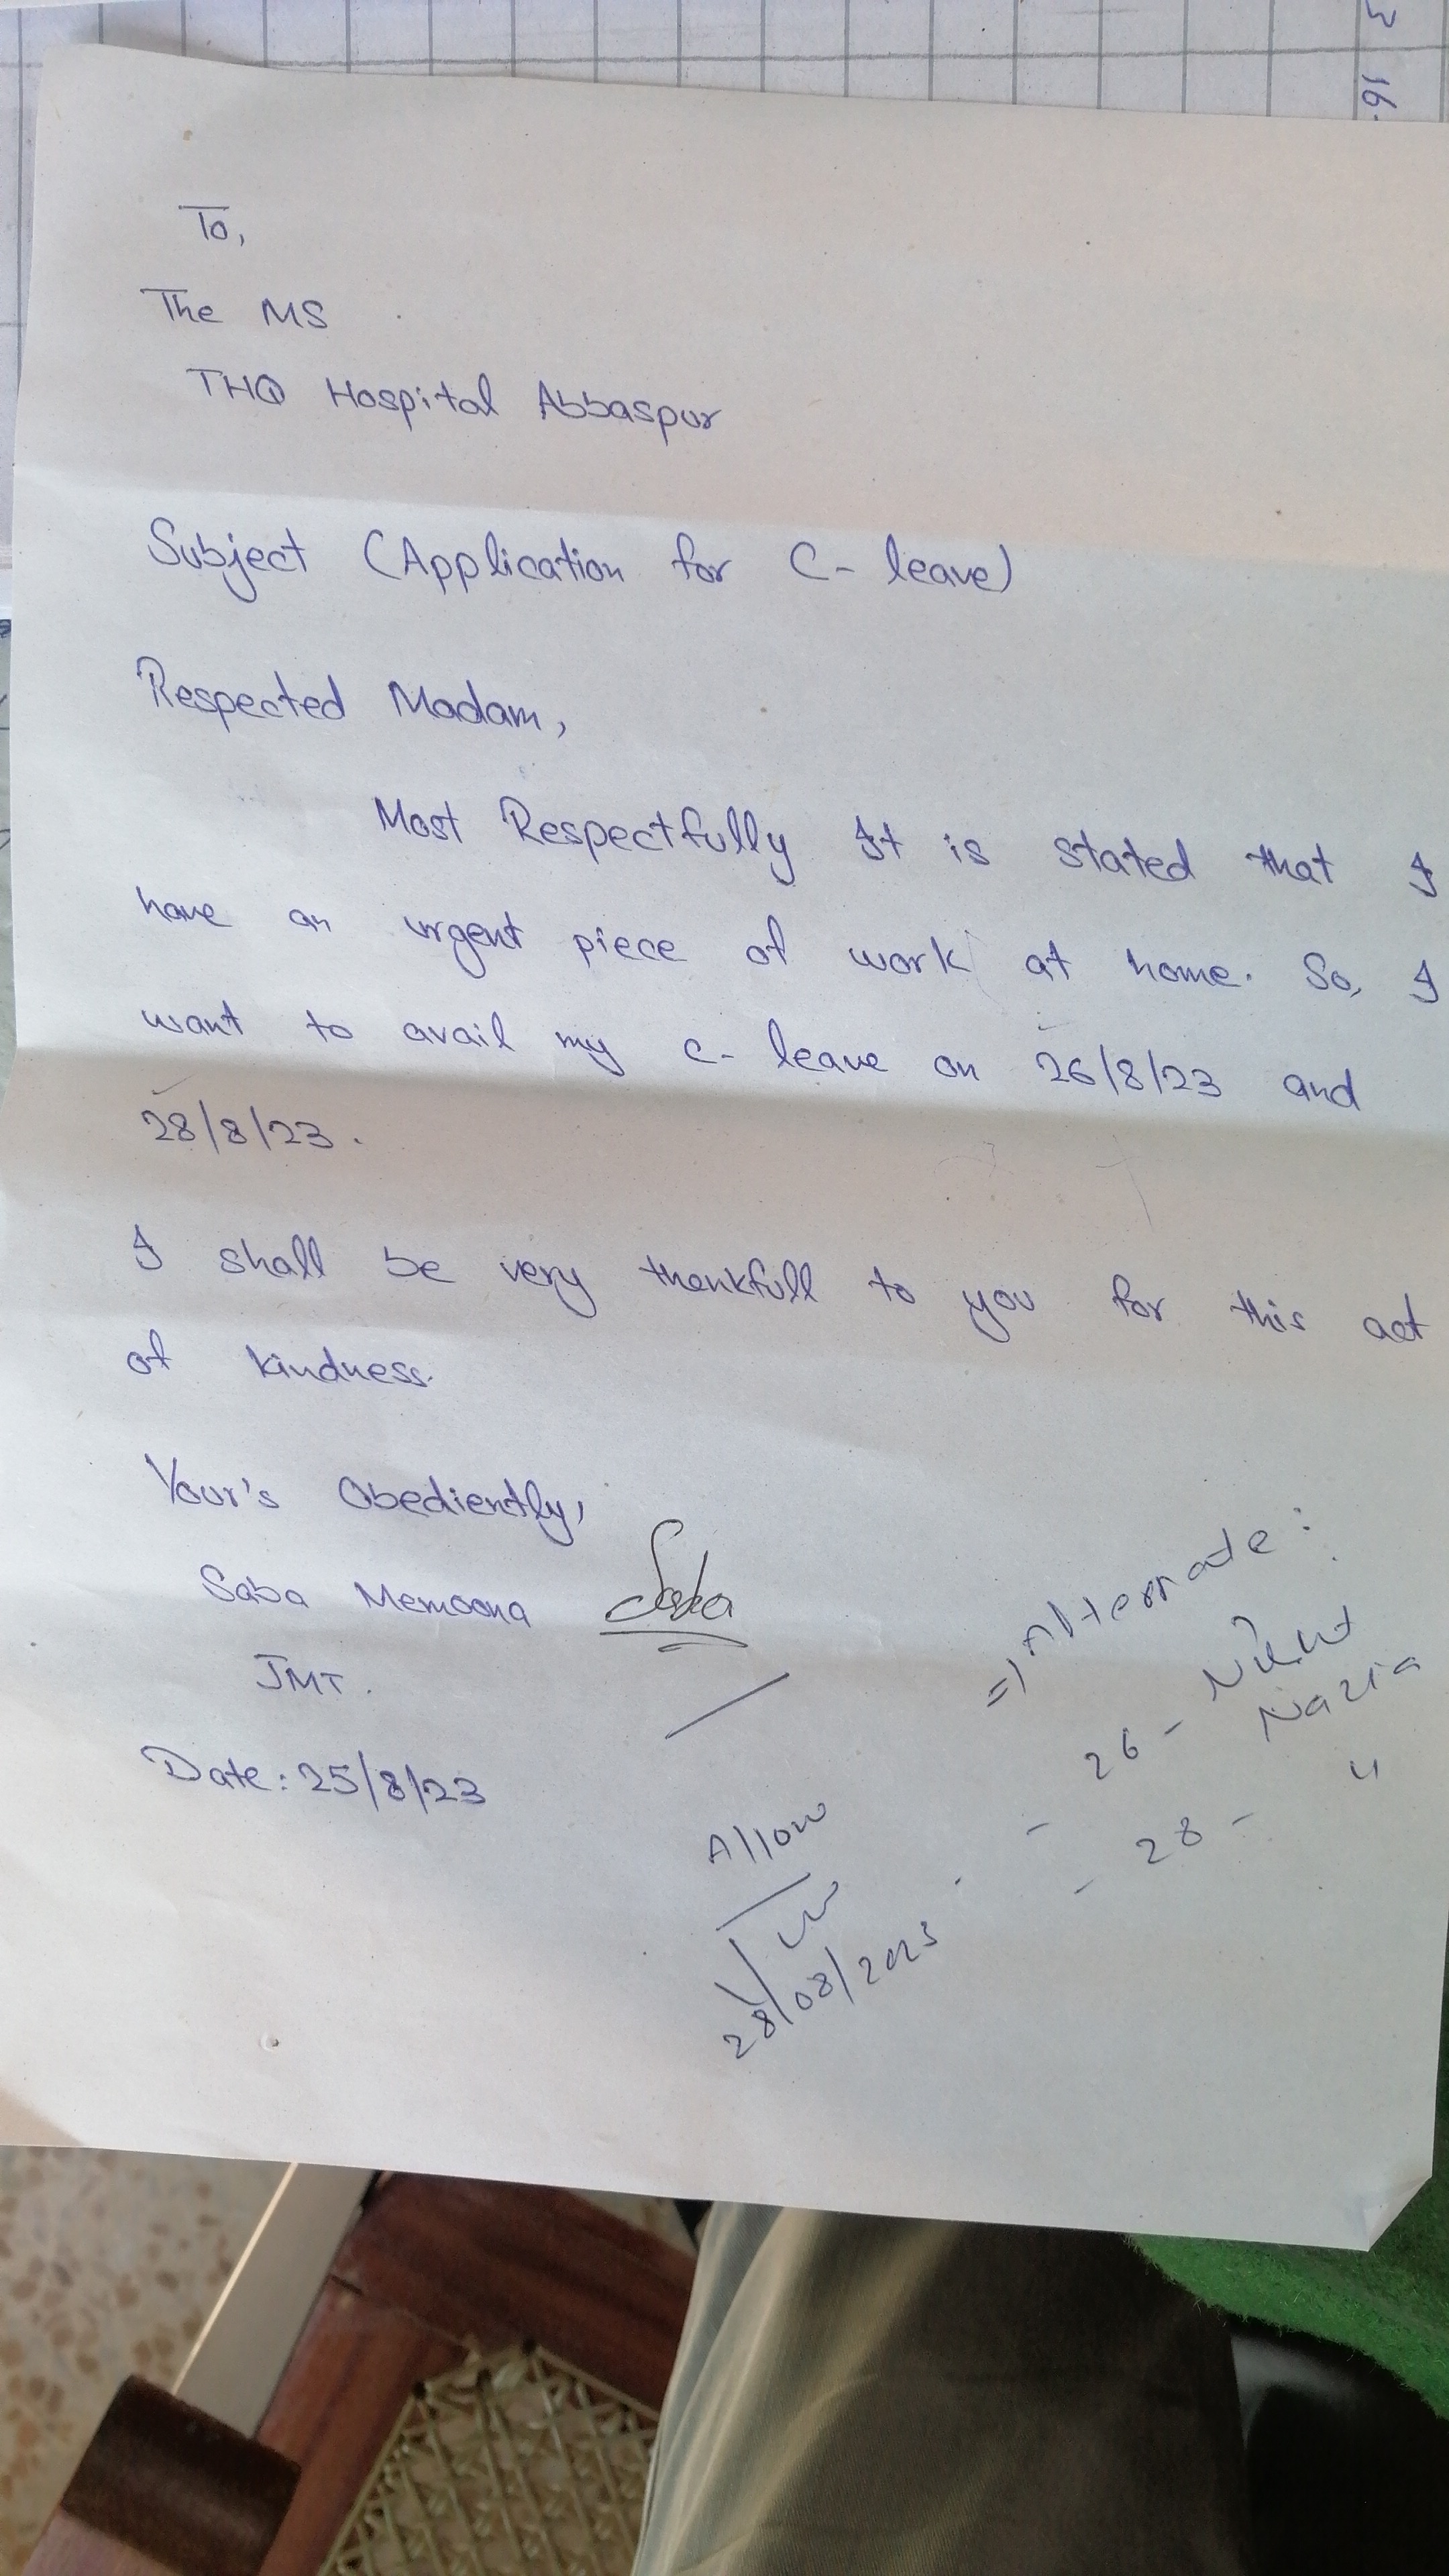 To,
The MS
THQ Hospital Abbaspur
Subject (Application for C- leave)
Respected Madam,
Most Respectfully It is stated that I
have an urgent piece of work at home. So, I
want to avail my C- leave on 26/8/23 and
28/8/23.
I shall be very thenkfull to you for this act
of kindness.
Your's Obediently,
Saba Memoona Saba
JMT.
Date: 25/8/23
=) Alternate:
26 - Nazia
- 28 - "
Allow
28/08/2023
16